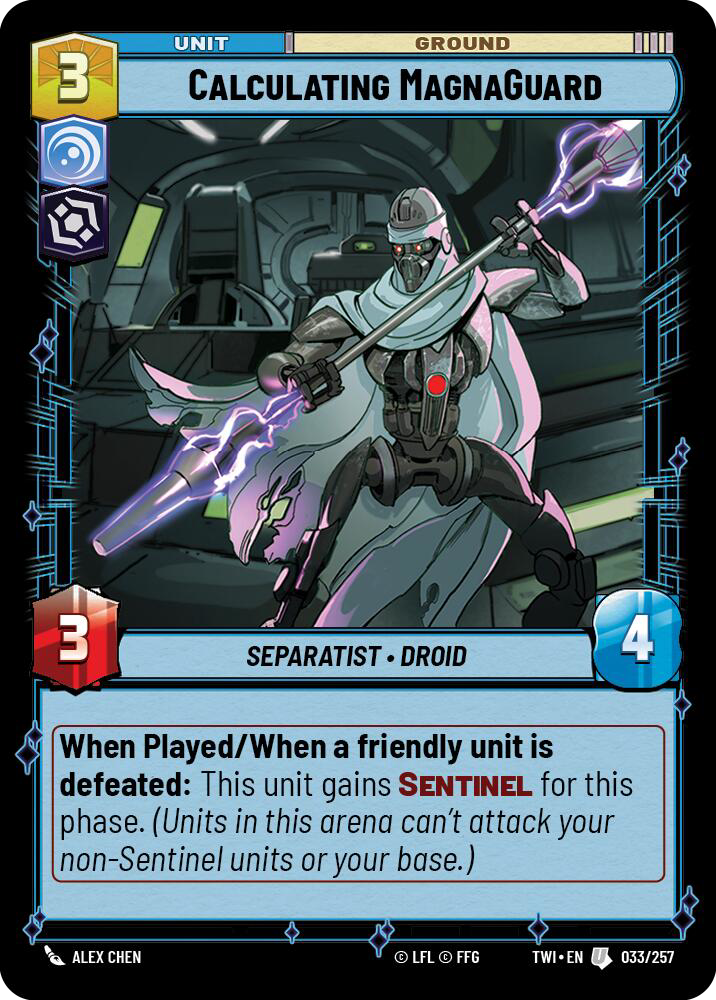 UNIT
GROUND
3
CALCULATING MAGNAGUARD
3
SEPARATIST • DROID
4
When Played/When a friendly unit is
defeated: This unit gains SENTINEL for this
phase. (Units in this arena can't attack your
non-Sentinel units or your base.)
ALEX CHEN
© LFL © FFG
TWI • EN
U
033/257